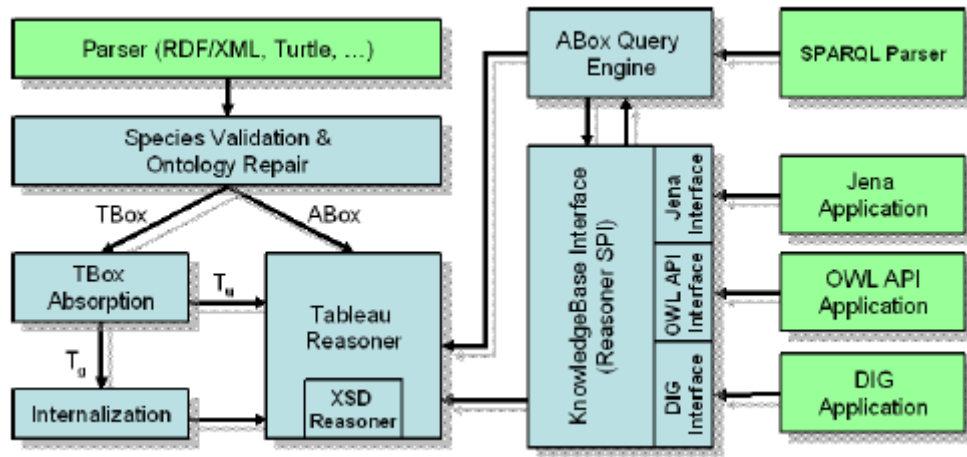 Parser (RDF/XML, Turtle, ...)
ABox Query
Engine
SPARQL Parser
Species Validation &
Ontology Repair
TBox
ABox
TBox
Absorption
Tu
Tg
Internalization
Tableau
Reasoner
XSD
Reasoner
KnowledgeBase Interface
(Reasoner SPI)
Jena
Interface
OWL API
Interface
DIG
Interface
Jena
Application
OWL API
Application
DIG
Application